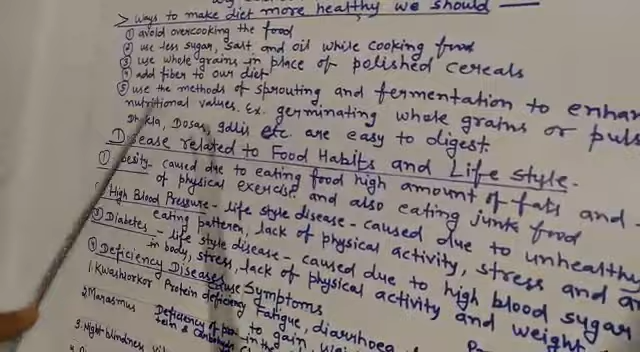 > Ways to make diet more healthy we should
① avoid overcooking the food
② use less sugar, salt and oil while cooking food
③ use whole grains in place of polished cereals
④ add fiber to our diet
⑤ use the methods of sprouting and fermentation to enhan
nutritional values. Ex. germinating whole grains or puls
Dosas, Idlis etc. are easy to digest.
Disease related to Food Habits and Life style.
① besity- caused due to eating food high amount of fats and
of physical exercise and also eating junk food
High Blood Pressure - life style disease - caused due to unhealthy
eating patteren, lack of physical activity, stress and
③ Diabetes - life style disease - caused due to high blood sugar
in body, stress, lack of physical activity and weight
④ Deficiency Diseases Cause Symptoms
1. Kwashiorkor Protein deficiency Fatigue, diarrhoea
2. Marasmus Deficiency of to gain
3. Night blindness